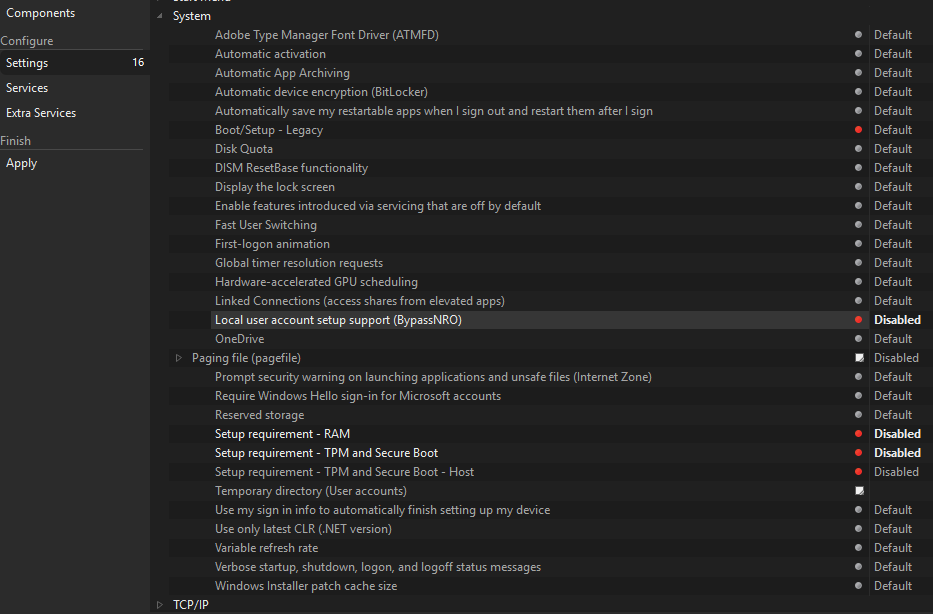 Components
Configure
Settings 16
Services
Extra Services
Finish
Apply
System
Adobe Type Manager Font Driver (ATMFD) Default
Automatic activation Default
Automatic App Archiving Default
Automatic device encryption (BitLocker) Default
Automatically save my restartable apps when I sign out and restart them after I sign Default
Boot/Setup - Legacy Default
Disk Quota Default
DISM ResetBase functionality Default
Display the lock screen Default
Enable features introduced via servicing that are off by default Default
Fast User Switching Default
First-logon animation Default
Global timer resolution requests Default
Hardware-accelerated GPU scheduling Default
Linked Connections (access shares from elevated apps) Default
Local user account setup support (BypassNRO) Disabled
OneDrive Default
Paging file (pagefile) Disabled
Prompt security warning on launching applications and unsafe files (Internet Zone) Default
Require Windows Hello sign-in for Microsoft accounts Default
Reserved storage Default
Setup requirement - RAM Disabled
Setup requirement - TPM and Secure Boot Disabled
Setup requirement - TPM and Secure Boot - Host Disabled
Temporary directory (User accounts)
Use my sign in info to automatically finish setting up my device Default
Use only latest CLR (.NET version) Default
Variable refresh rate Default
Verbose startup, shutdown, logon, and logoff status messages Default
Windows Installer patch cache size Default
TCP/IP